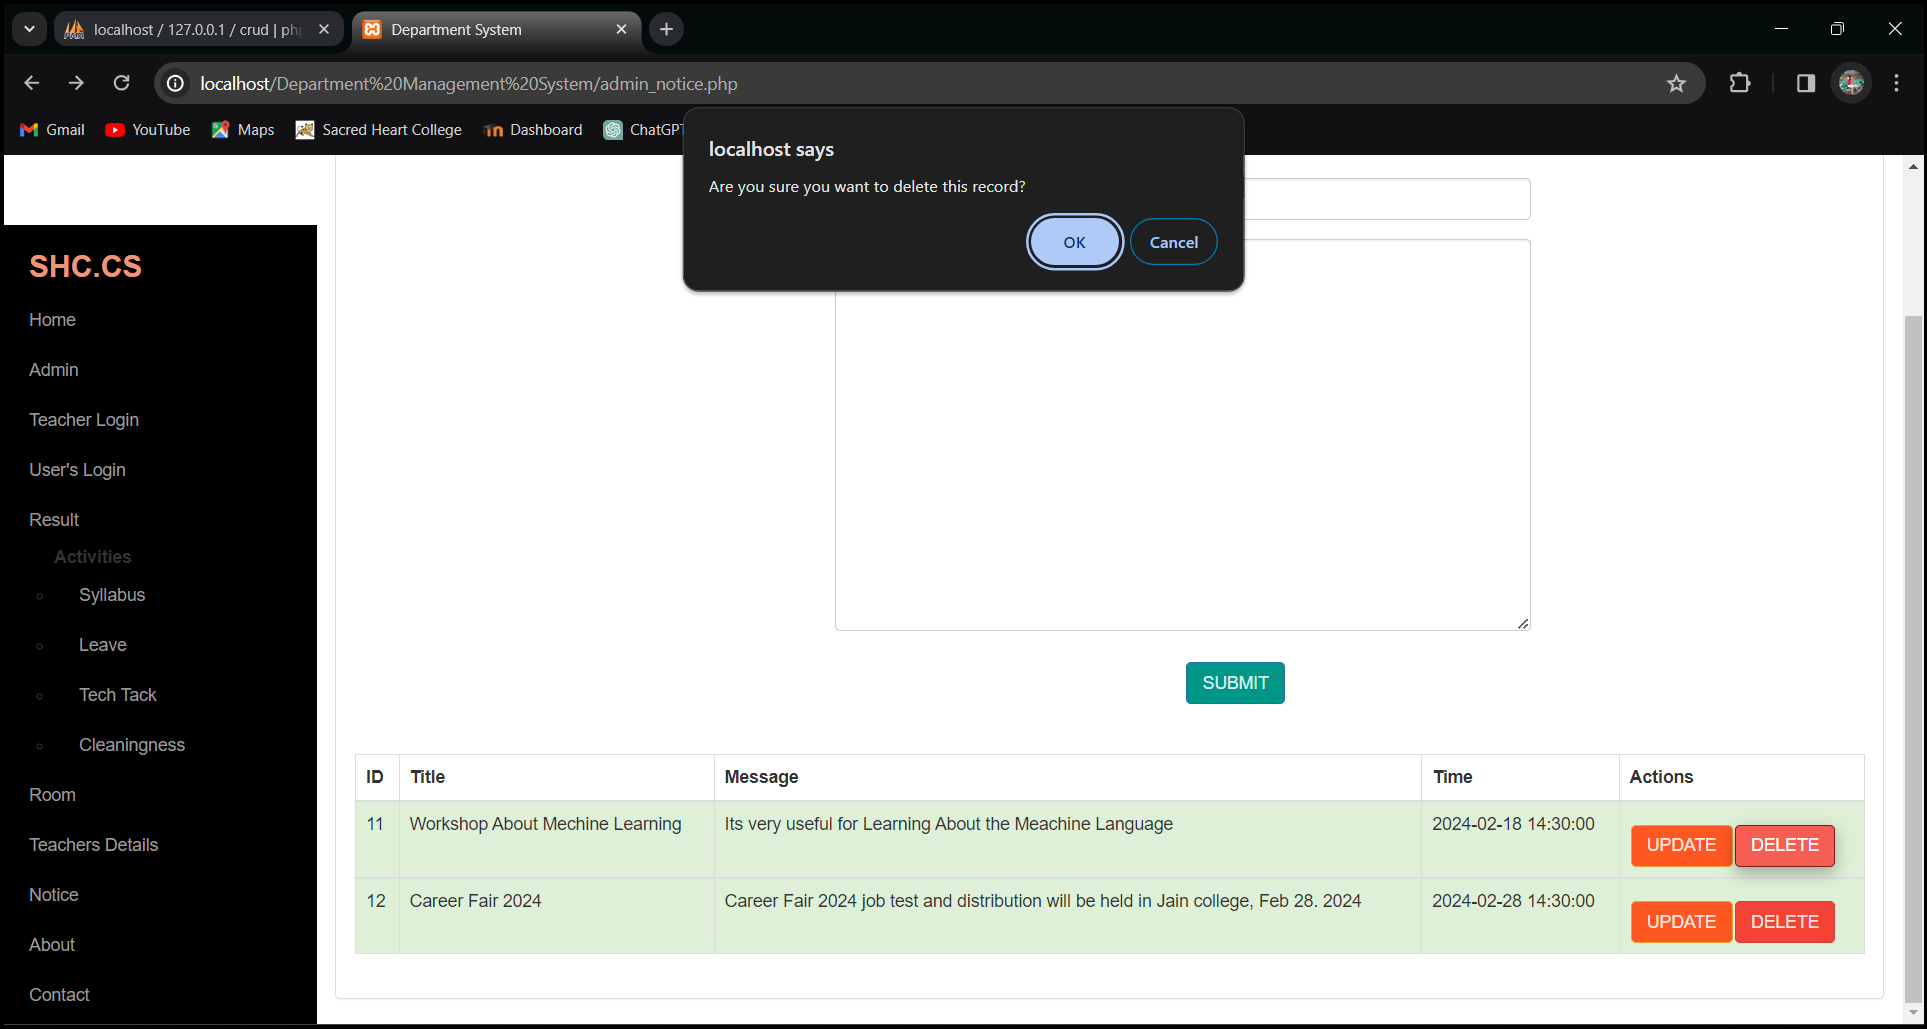 localhost / 127.0.0.1 / crud | ph
Department System
localhost/Department%20Management%20System/admin_notice.php
Gmail
YouTube
Maps
Sacred Heart College
Dashboard
ChatGPT
localhost says
Are you sure you want to delete this record?
OK
Cancel
SHC.CS
Home
Admin
Teacher Login
User's Login
Result
Activities
Syllabus
Leave
Tech Tack
Cleaningness
Room
Teachers Details
Notice
About
Contact
SUBMIT
ID Title Message Time Actions
11 Workshop About Mechine Learning Its very useful for Learning About the Meachine Language 2024-02-18 14:30:00 UPDATE DELETE
12 Career Fair 2024 Career Fair 2024 job test and distribution will be held in Jain college, Feb 28. 2024 2024-02-28 14:30:00 UPDATE DELETE